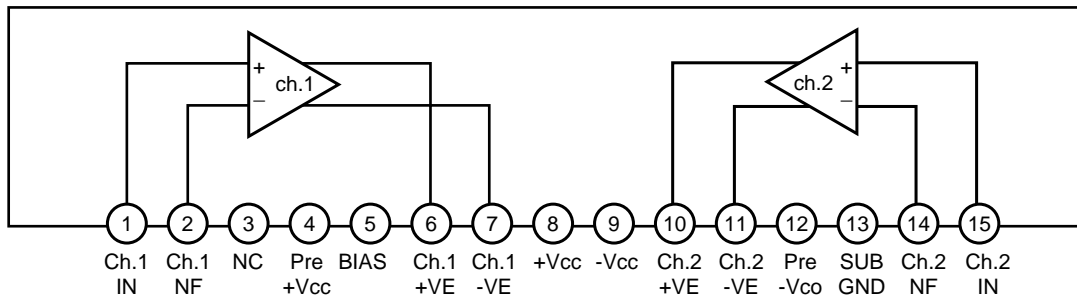 +
−
ch.1
ch.2
+
−
1 2 3 4 5 6 7 8 9 10 11 12 13 14 15
Ch.1 Ch.1 NC Pre BIAS Ch.1 Ch.1 +Vcc -Vcc Ch.2 Ch.2 Pre SUB Ch.2 Ch.2
IN NF +Vcc +VE -VE +VE -VE -Vco GND NF IN